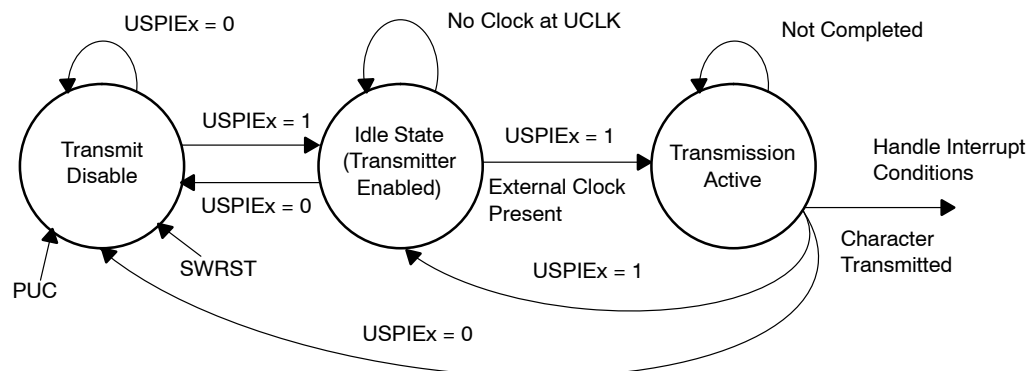 USPIEx = 0
No Clock at UCLK
Not Completed
USPIEx = 1
Transmit
Disable
Idle State
(Transmitter
Enabled)
USPIEx = 1
Transmission
Active
Handle Interrupt
Conditions
USPIEx = 0
External Clock
Present
SWRST
PUC
Character
Transmitted
USPIEx = 1
USPIEx = 0